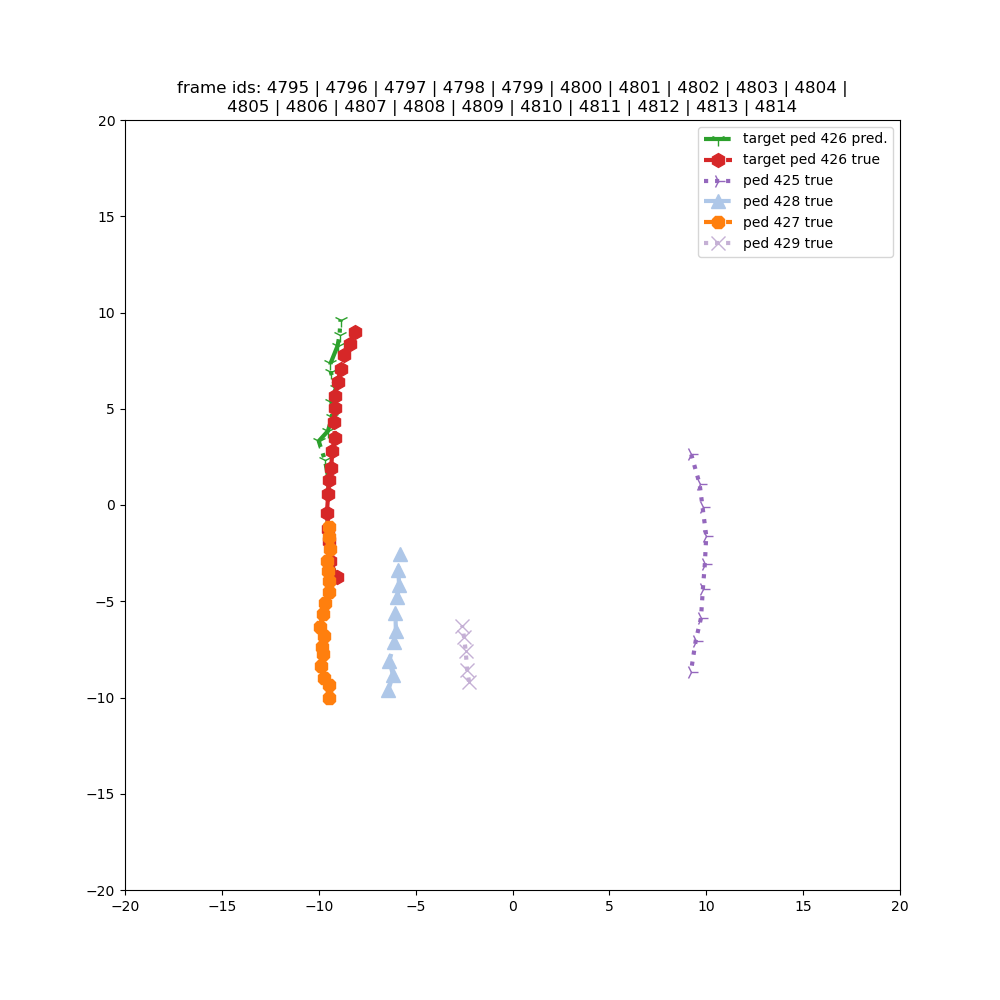 frame ids: 4795 | 4796 | 4797 | 4798 | 4799 | 4800 | 4801 | 4802 | 4803 | 4804 |
4805 | 4806 | 4807 | 4808 | 4809 | 4810 | 4811 | 4812 | 4813 | 4814
target ped 426 pred.
target ped 426 true
ped 425 true
ped 428 true
ped 427 true
ped 429 true
20
15
10
5
0
−5
−10
−15
−20
−20 −15 −10 −5 0 5 10 15 20